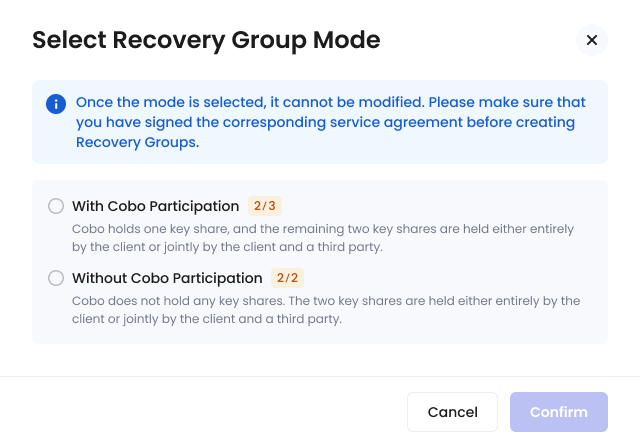 Select Recovery Group Mode
Once the mode is selected, it cannot be modified. Please make sure that
you have signed the corresponding service agreement before creating
Recovery Groups.
With Cobo Participation 2/3
Cobo holds one key share, and the remaining two key shares are held either entirely
by the client or jointly by the client and a third party.
Without Cobo Participation 2/2
Cobo does not hold any key shares. The two key shares are held either entirely by the
client or jointly by the client and a third party.
Cancel Confirm